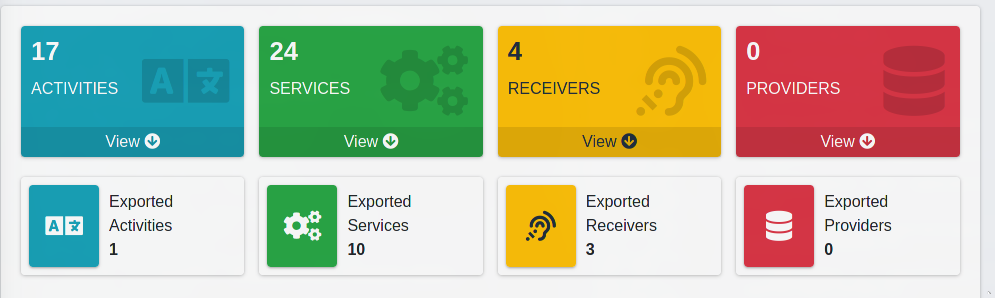 17
ACTIVITIES
View
24
SERVICES
View
4
RECEIVERS
View
0
PROVIDERS
View
A 文
Exported
Activities
1
Exported
Services
10
Exported
Receivers
3
Exported
Providers
0